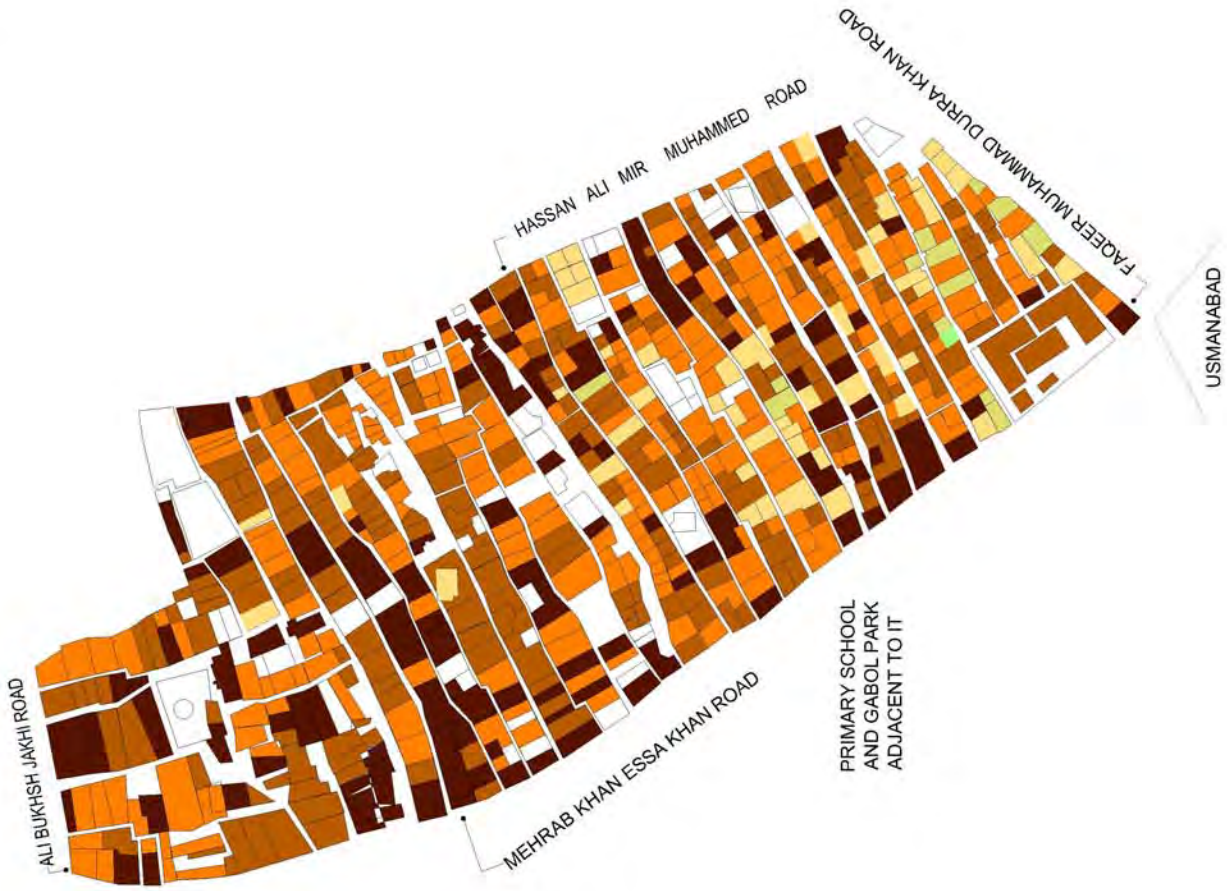 FAQEER MUHAMMAD DURRA KHAN ROAD
HASSAN ALI MIR MUHAMMED ROAD
USMANABAD
ALI BUKHSH JAKHI ROAD
MEHRAB KHAN ESSA KHAN ROAD
PRIMARY SCHOOL
AND GABOL PARK
ADJACENT TO IT